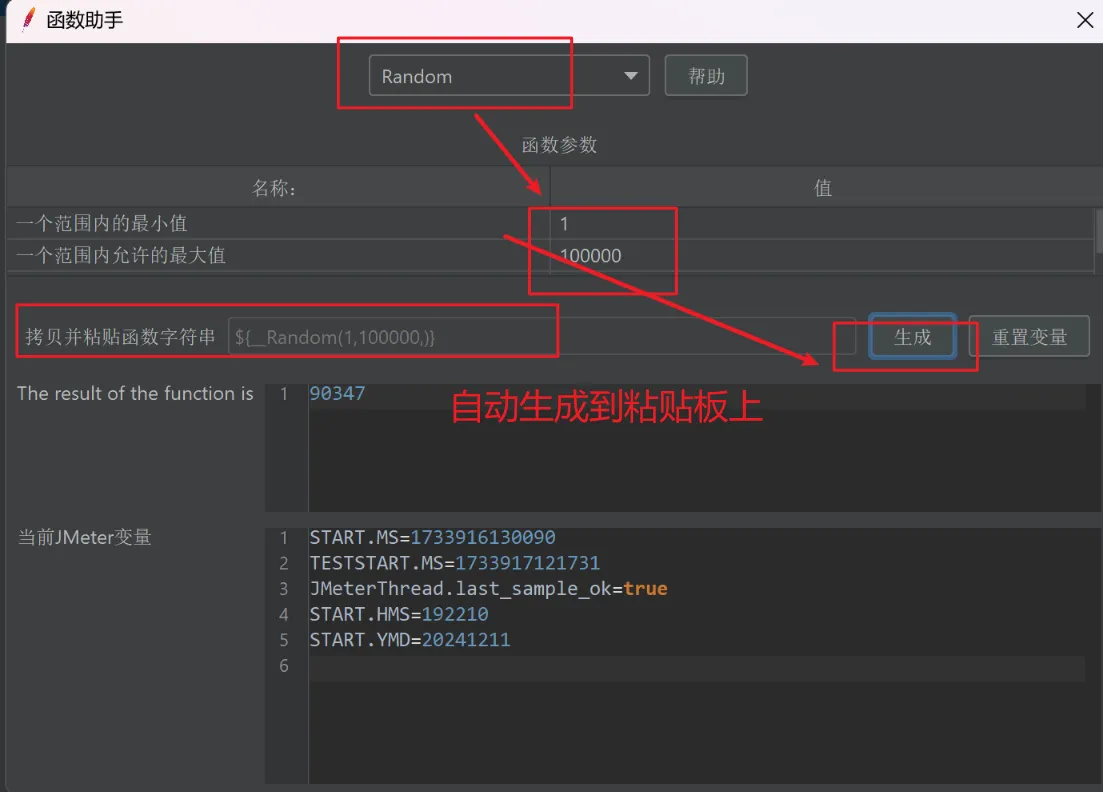 函数助手
Random
帮助
函数参数
名称:
值
一个范围内的最小值
1
一个范围内允许的最大值
100000
拷贝并粘贴函数字符串
${__Random(1,100000,)}
生成
重置变量
The result of the function is
1
90347
自动生成到粘贴板上
1
当前JMeter变量
1 START.MS=1733916130090
2 TESTSTART.MS=1733917121731
3 JMeterThread.last_sample_ok=true
4 START.HMS=192210
5 START.YMD=20241211
6